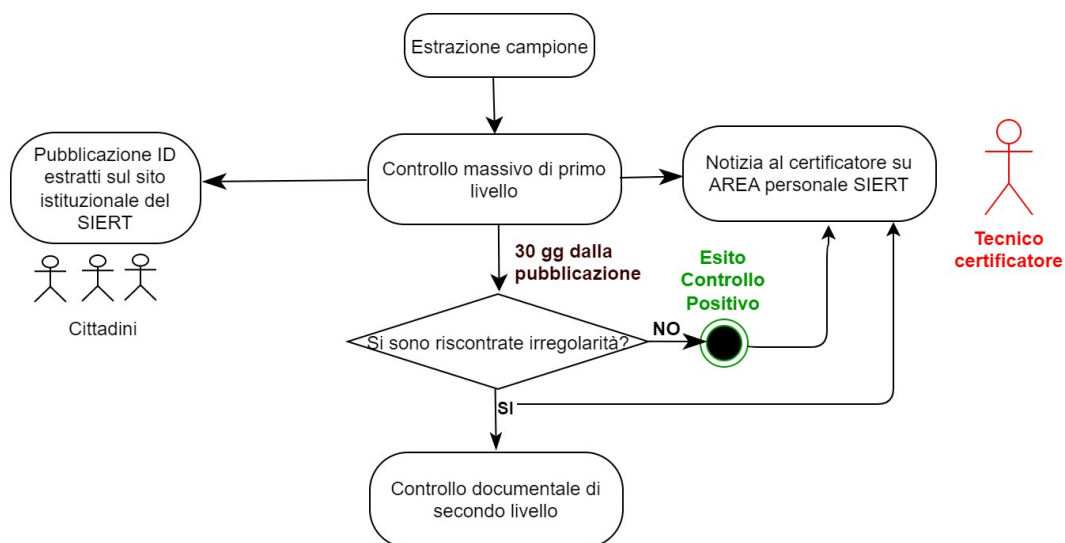 Estrazione campione
Pubblicazione ID
estratti sul sito
istituzionale del
SIERT
Controllo massivo di primo
livello
Notizia al certificatore su
AREA personale SIERT
Tecnico
certificatore
Cittadini
30 gg dalla
pubblicazione
Esito
Controllo
Positivo
Si sono riscontrate irregolarità?
NO
SI
Controllo documentale di
secondo livello